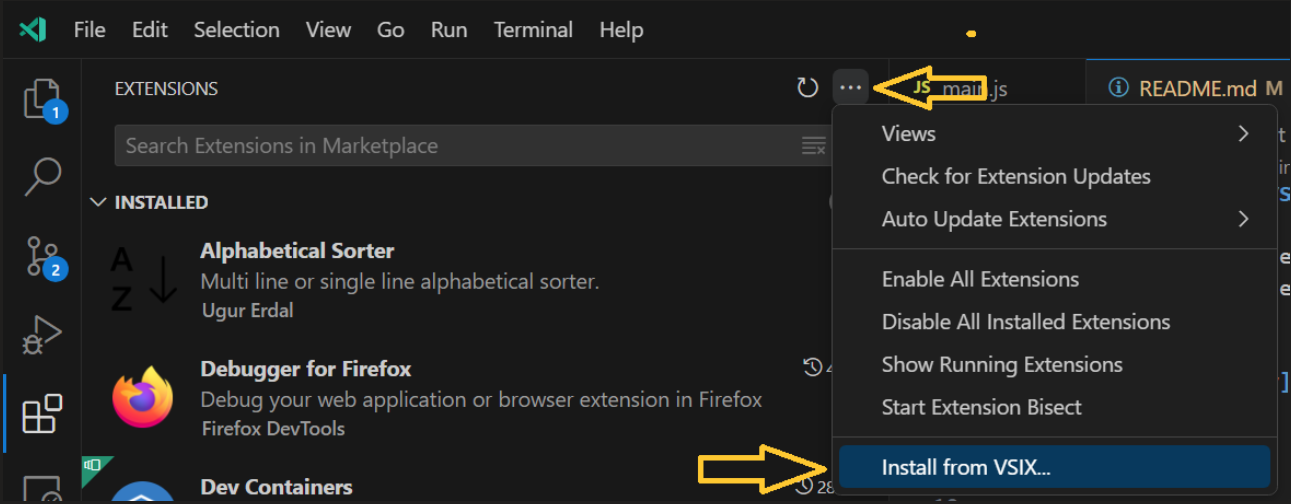 File Edit Selection View Go Run Terminal Help
EXTENSIONS
Search Extensions in Marketplace
INSTALLED
A
Z
Alphabetical Sorter
Multi line or single line alphabetical sorter.
Ugur Erdal
Debugger for Firefox
Debug your web application or browser extension in Firefox
Firefox DevTools
Dev Containers
28
1
2
JS main.js
README.md M
Views
Check for Extension Updates
Auto Update Extensions
Enable All Extensions
Disable All Installed Extensions
Show Running Extensions
Start Extension Bisect
Install from VSIX...